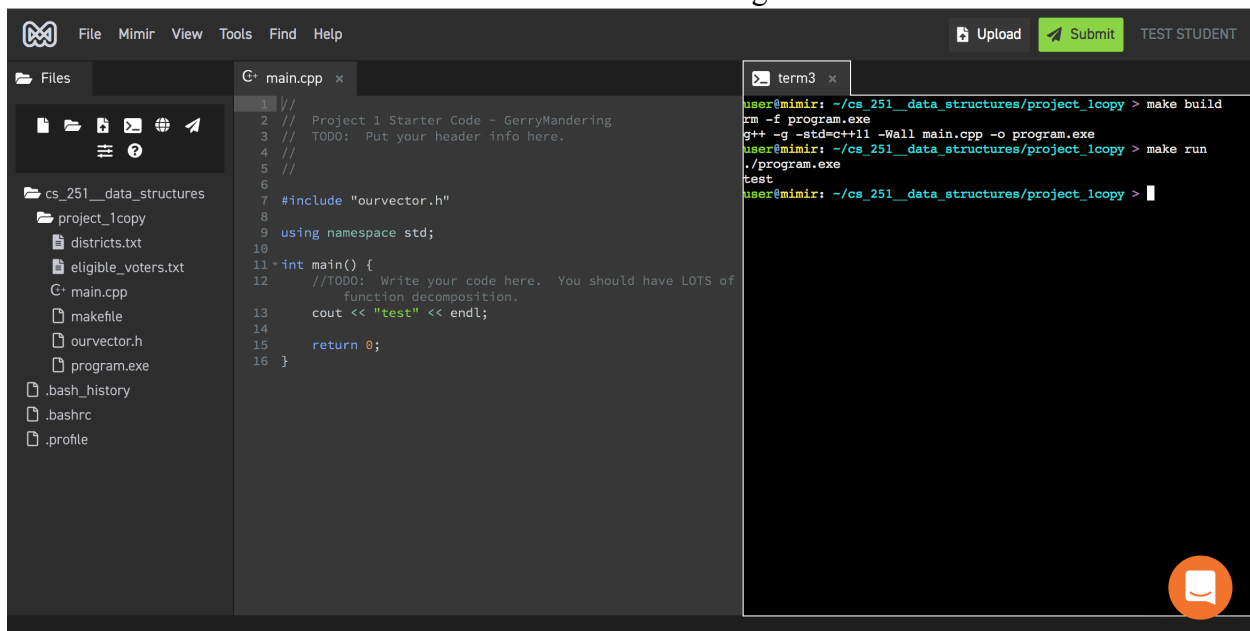 File Mimir View Tools Find Help
Upload
Submit
TEST STUDENT
Files
cs_251__data_structures
project_1copy
districts.txt
eligible_voters.txt
main.cpp
makefile
ourvector.h
program.exe
.bash_history
.bashrc
.profile
main.cpp ×
1 //
2 // Project 1 Starter Code - GerryMandering
3 // TODO: Put your header info here.
4 //
5 //
6
7 #include "ourvector.h"
8
9 using namespace std;
10
11 int main() {
12 //TODO: Write your code here. You should have LOTS of
function decomposition.
13 cout << "test" << endl;
14
15 return 0;
16 }
term3 ×
user@mimir: ~/cs_251__data_structures/project_1copy > make build
rm -f program.exe
g++ -g -std=c++11 -Wall main.cpp -o program.exe
user@mimir: ~/cs_251__data_structures/project_1copy > make run
./program.exe
test
user@mimir: ~/cs_251__data_structures/project_1copy >